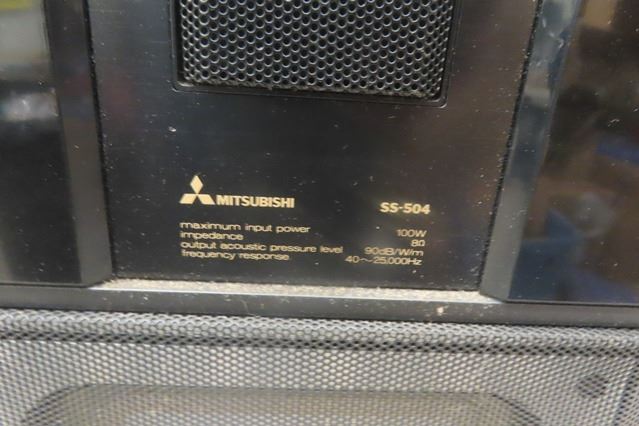 MITSUBISHI SS-504
maximum input power 100W
impedance 8Ω
output acoustic pressure level 90dB/W/m
frequency response 40~25,000Hz